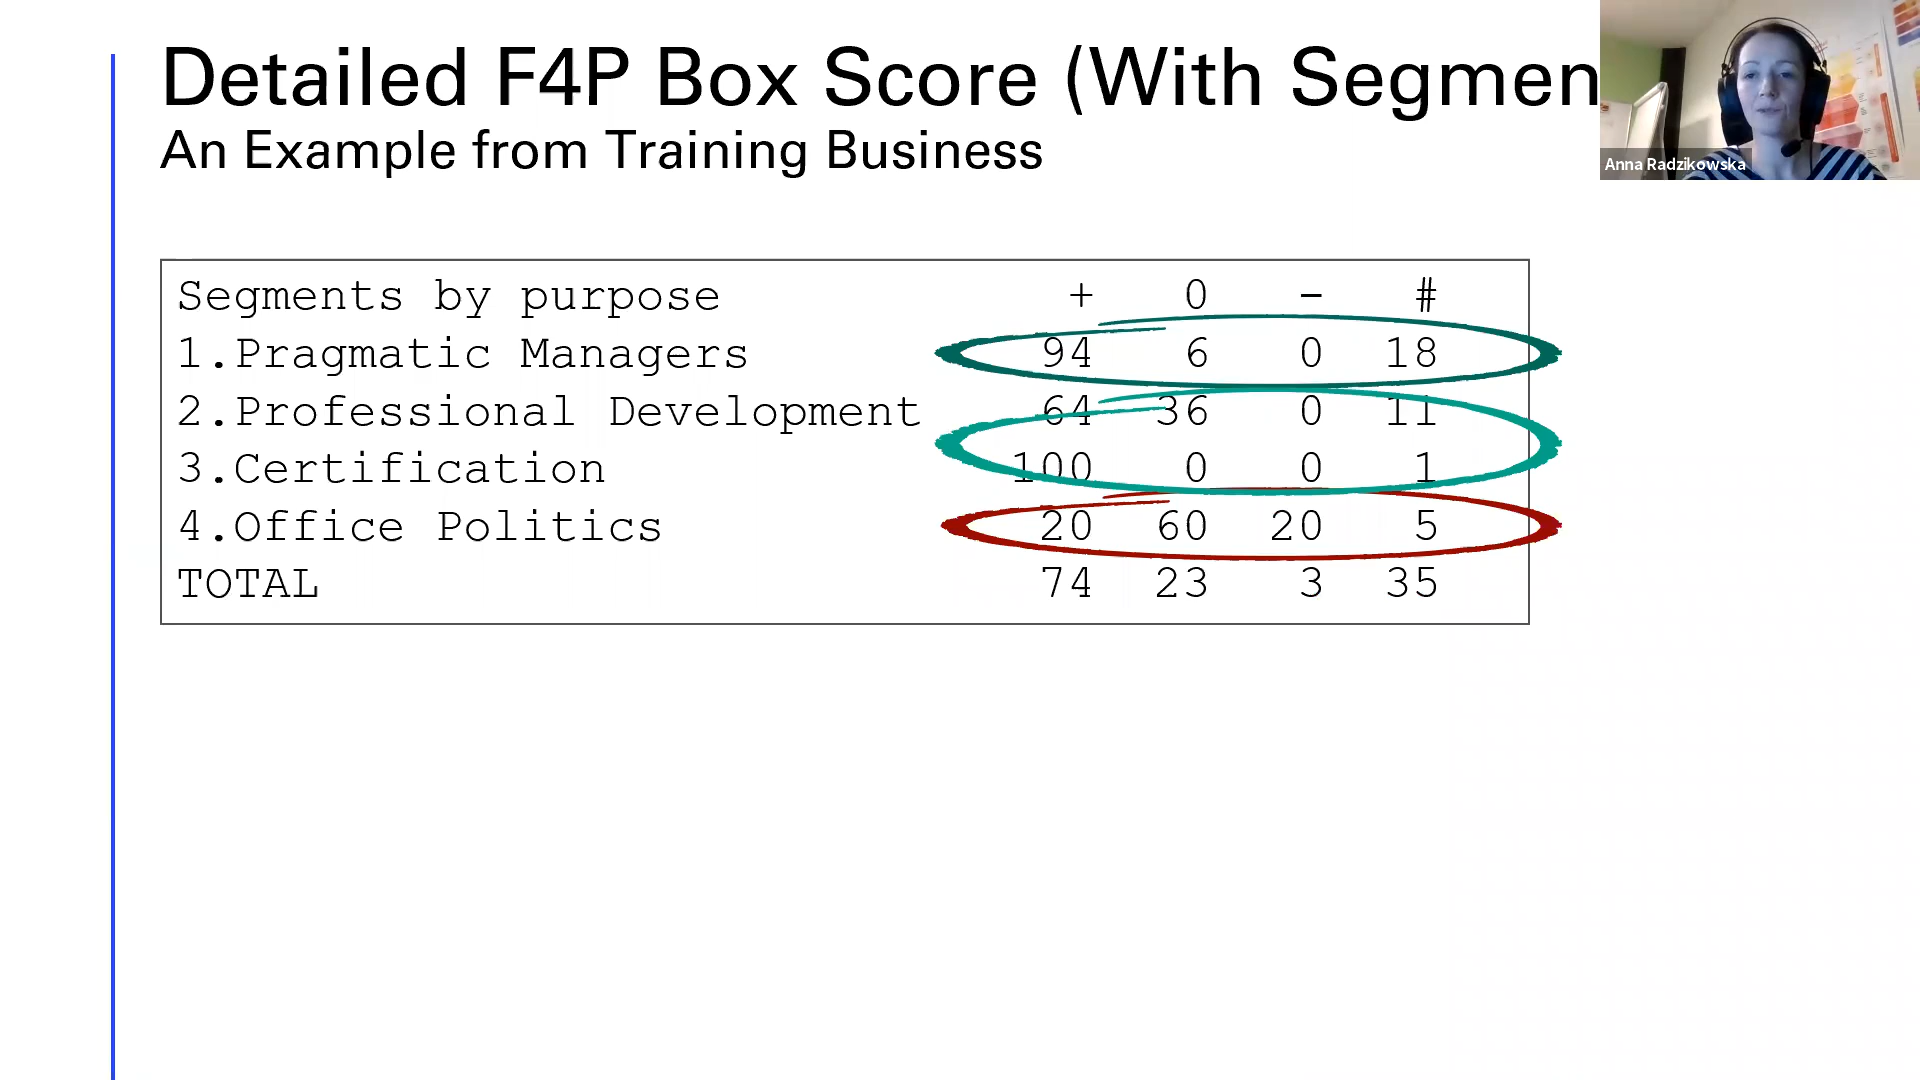 Detailed F4P Box Score (With Segmen
An Example from Training Business
Anna Radzikowska
Segments by purpose + 0 - #
1.Pragmatic Managers 94 6 0 18
2.Professional Development 64 36 0 11
3.Certification 100 0 0 1
4.Office Politics 20 60 20 5
TOTAL 74 23 3 35